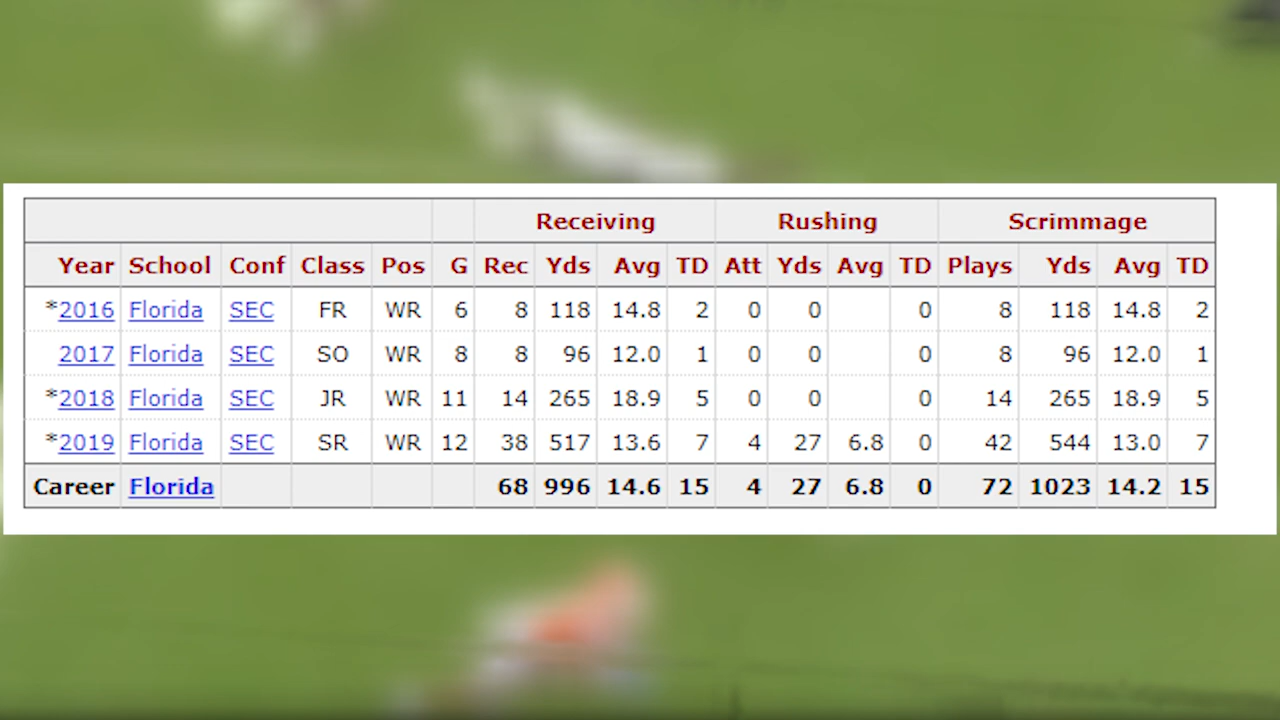 Receiving Rushing Scrimmage
Year School Conf Class Pos G Rec Yds Avg TD Att Yds Avg TD Plays Yds Avg TD
*2016 Florida SEC FR WR 6 8 118 14.8 2 0 0 0 8 118 14.8 2
2017 Florida SEC SO WR 8 8 96 12.0 1 0 0 0 8 96 12.0 1
*2018 Florida SEC JR WR 11 14 265 18.9 5 0 0 0 14 265 18.9 5
*2019 Florida SEC SR WR 12 38 517 13.6 7 4 27 6.8 0 42 544 13.0 7
Career Florida 68 996 14.6 15 4 27 6.8 0 72 1023 14.2 15